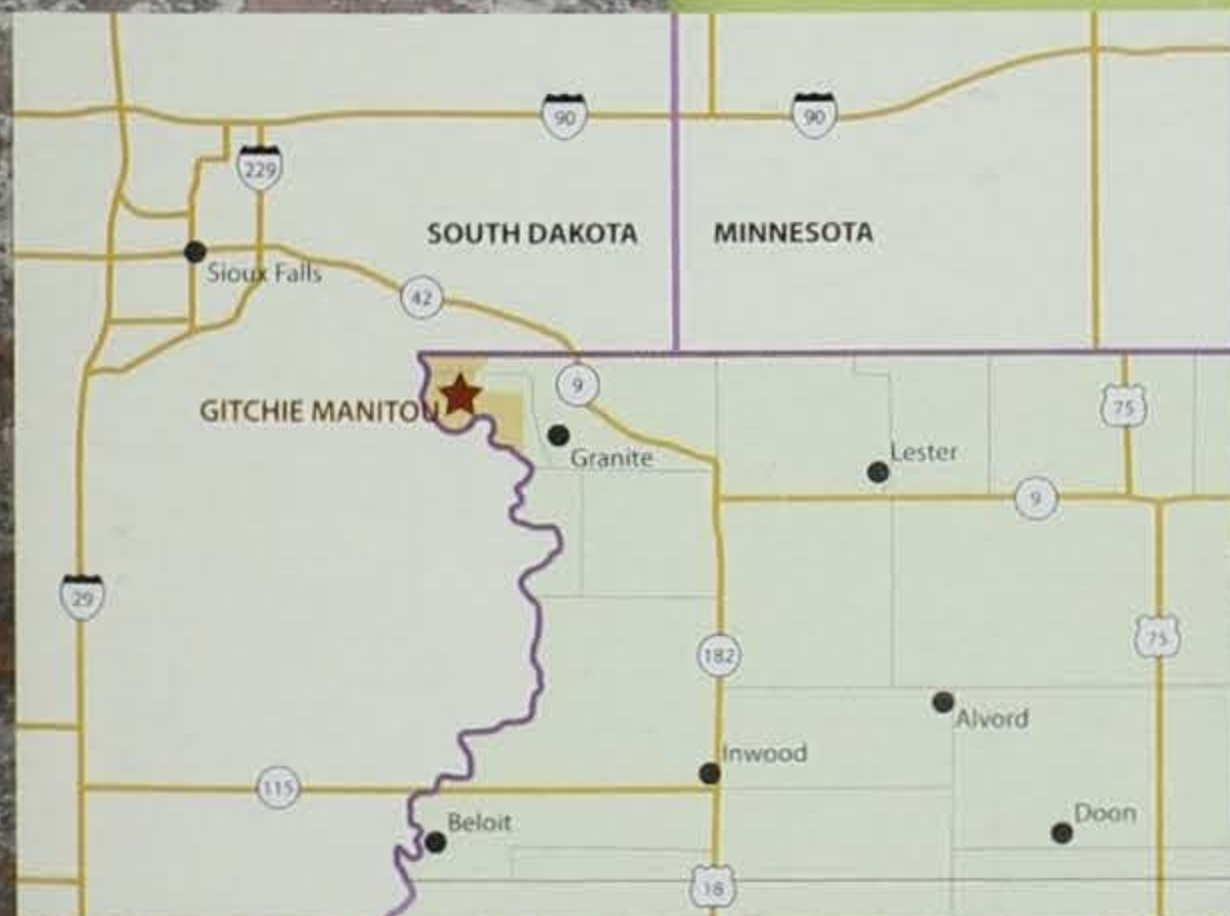 90
90
229
SOUTH DAKOTA
MINNESOTA
Sioux Falls
42
9
75
GITCHIE MANITOU
Granite
Lester
9
29
75
182
Alvord
Inwood
115
Beloit
Doon
18